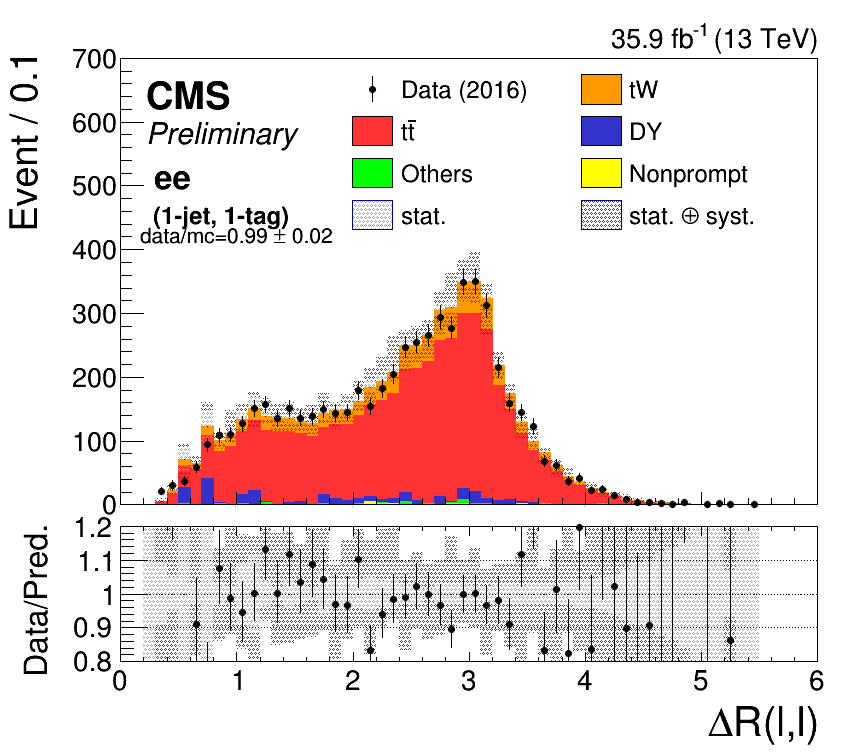 35.9 fb⁻¹ (13 TeV)
Event / 0.1
700
600
500
400
300
200
100
0
CMS
Preliminary
ee
(1-jet, 1-tag)
data/mc=0.99 ± 0.02
Data (2016)
tW
tt̄
DY
Others
Nonprompt
stat.
stat. ⊕ syst.
Data/Pred.
1.2
1.1
1
0.9
0.8
0 1 2 3 4 5 6
ΔR(l,l)